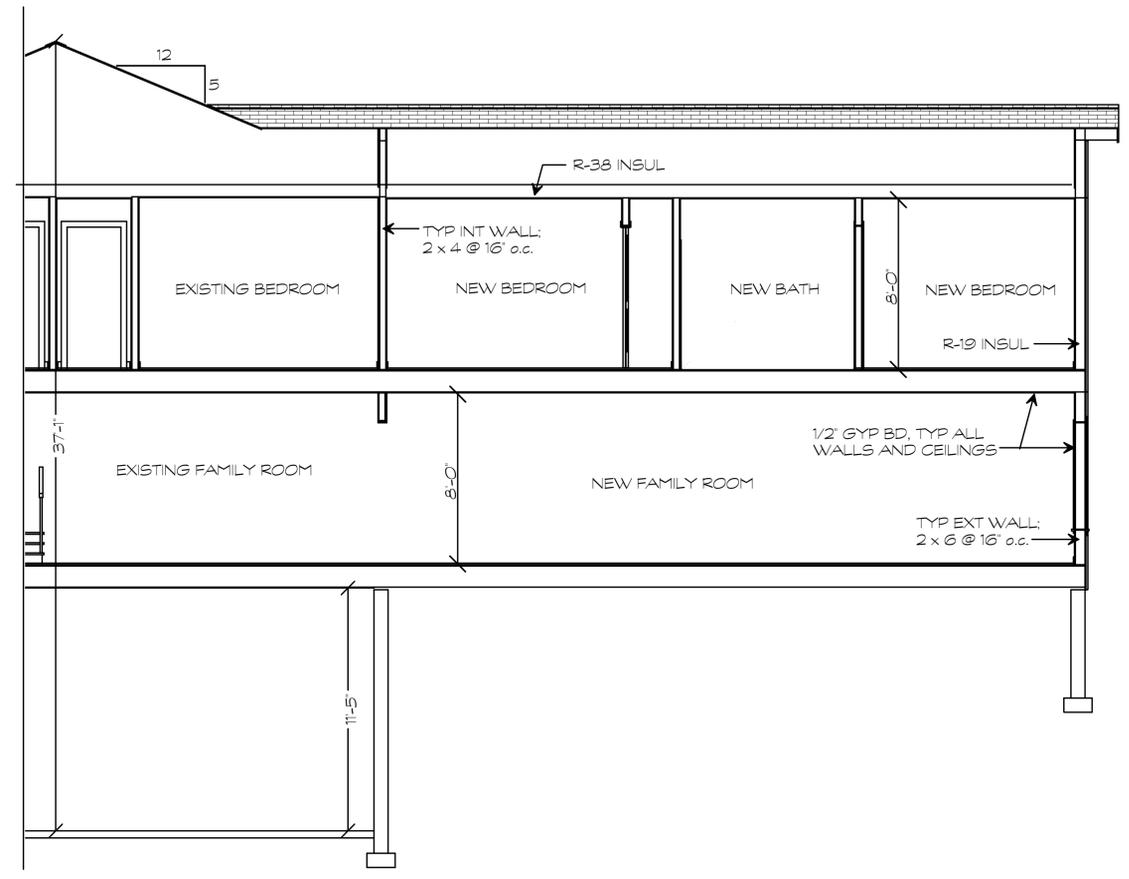 12
5
R-38 INSUL
TYP INT WALL;
2 x 4 @ 16" o.c.
EXISTING BEDROOM
NEW BEDROOM
NEW BATH
8'-0"
NEW BEDROOM
R-19 INSUL
37'-1"
1/2" GYP BD, TYP ALL
WALLS AND CEILINGS
EXISTING FAMILY ROOM
8'-0"
NEW FAMILY ROOM
TYP EXT WALL;
2 x 6 @ 16" o.c.
11'-5"